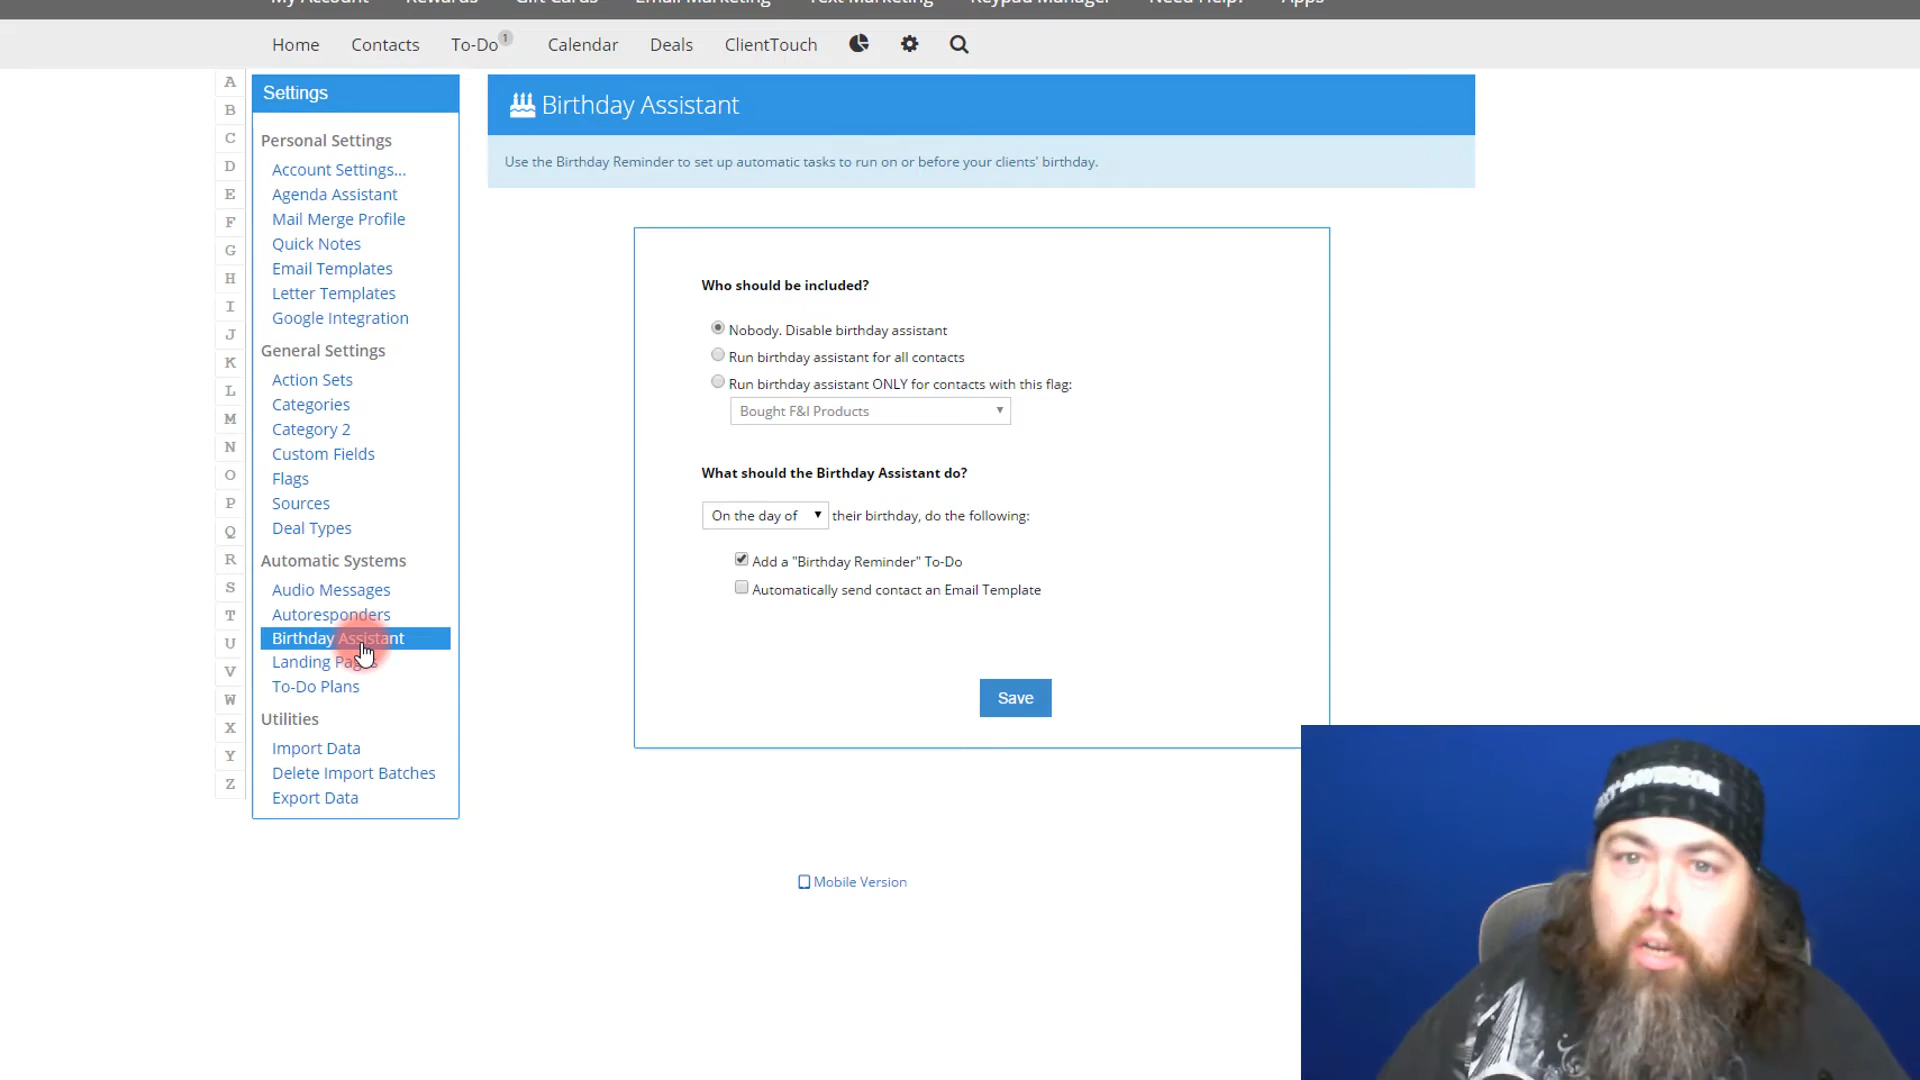 My Account Rewards Gift Cards Email Marketing Text Marketing Keypad Manager Need Help? Apps
Home Contacts To-Do 1 Calendar Deals ClientTouch
A
B
C
D
E
F
G
H
I
J
K
L
M
N
O
P
Q
R
S
T
U
V
W
X
Y
Z
Settings
Personal Settings
Account Settings...
Agenda Assistant
Mail Merge Profile
Quick Notes
Email Templates
Letter Templates
Google Integration
General Settings
Action Sets
Categories
Category 2
Custom Fields
Flags
Sources
Deal Types
Automatic Systems
Audio Messages
Autoresponders
Birthday Assistant
Landing Pages
To-Do Plans
Utilities
Import Data
Delete Import Batches
Export Data
Birthday Assistant
Use the Birthday Reminder to set up automatic tasks to run on or before your clients' birthday.
Who should be included?
Nobody. Disable birthday assistant
Run birthday assistant for all contacts
Run birthday assistant ONLY for contacts with this flag:
Bought F&I Products
What should the Birthday Assistant do?
On the day of their birthday, do the following:
Add a "Birthday Reminder" To-Do
Automatically send contact an Email Template
Save
Mobile Version